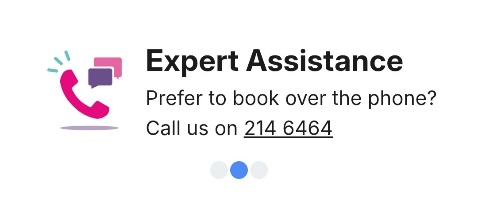 Expert Assistance
Prefer to book over the phone?
Call us on 214 6464